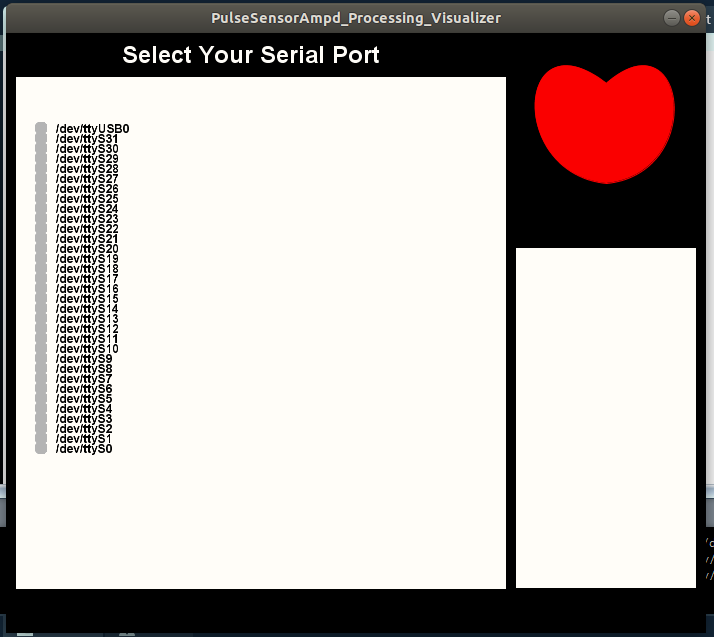 PulseSensorAmpd_Processing_Visualizer
Select Your Serial Port
/dev/ttyUSB0
/dev/ttyS31
/dev/ttyS30
/dev/ttyS29
/dev/ttyS28
/dev/ttyS27
/dev/ttyS26
/dev/ttyS25
/dev/ttyS24
/dev/ttyS23
/dev/ttyS22
/dev/ttyS21
/dev/ttyS20
/dev/ttyS19
/dev/ttyS18
/dev/ttyS17
/dev/ttyS16
/dev/ttyS15
/dev/ttyS14
/dev/ttyS13
/dev/ttyS12
/dev/ttyS11
/dev/ttyS10
/dev/ttyS9
/dev/ttyS8
/dev/ttyS7
/dev/ttyS6
/dev/ttyS5
/dev/ttyS4
/dev/ttyS3
/dev/ttyS2
/dev/ttyS1
/dev/ttyS0